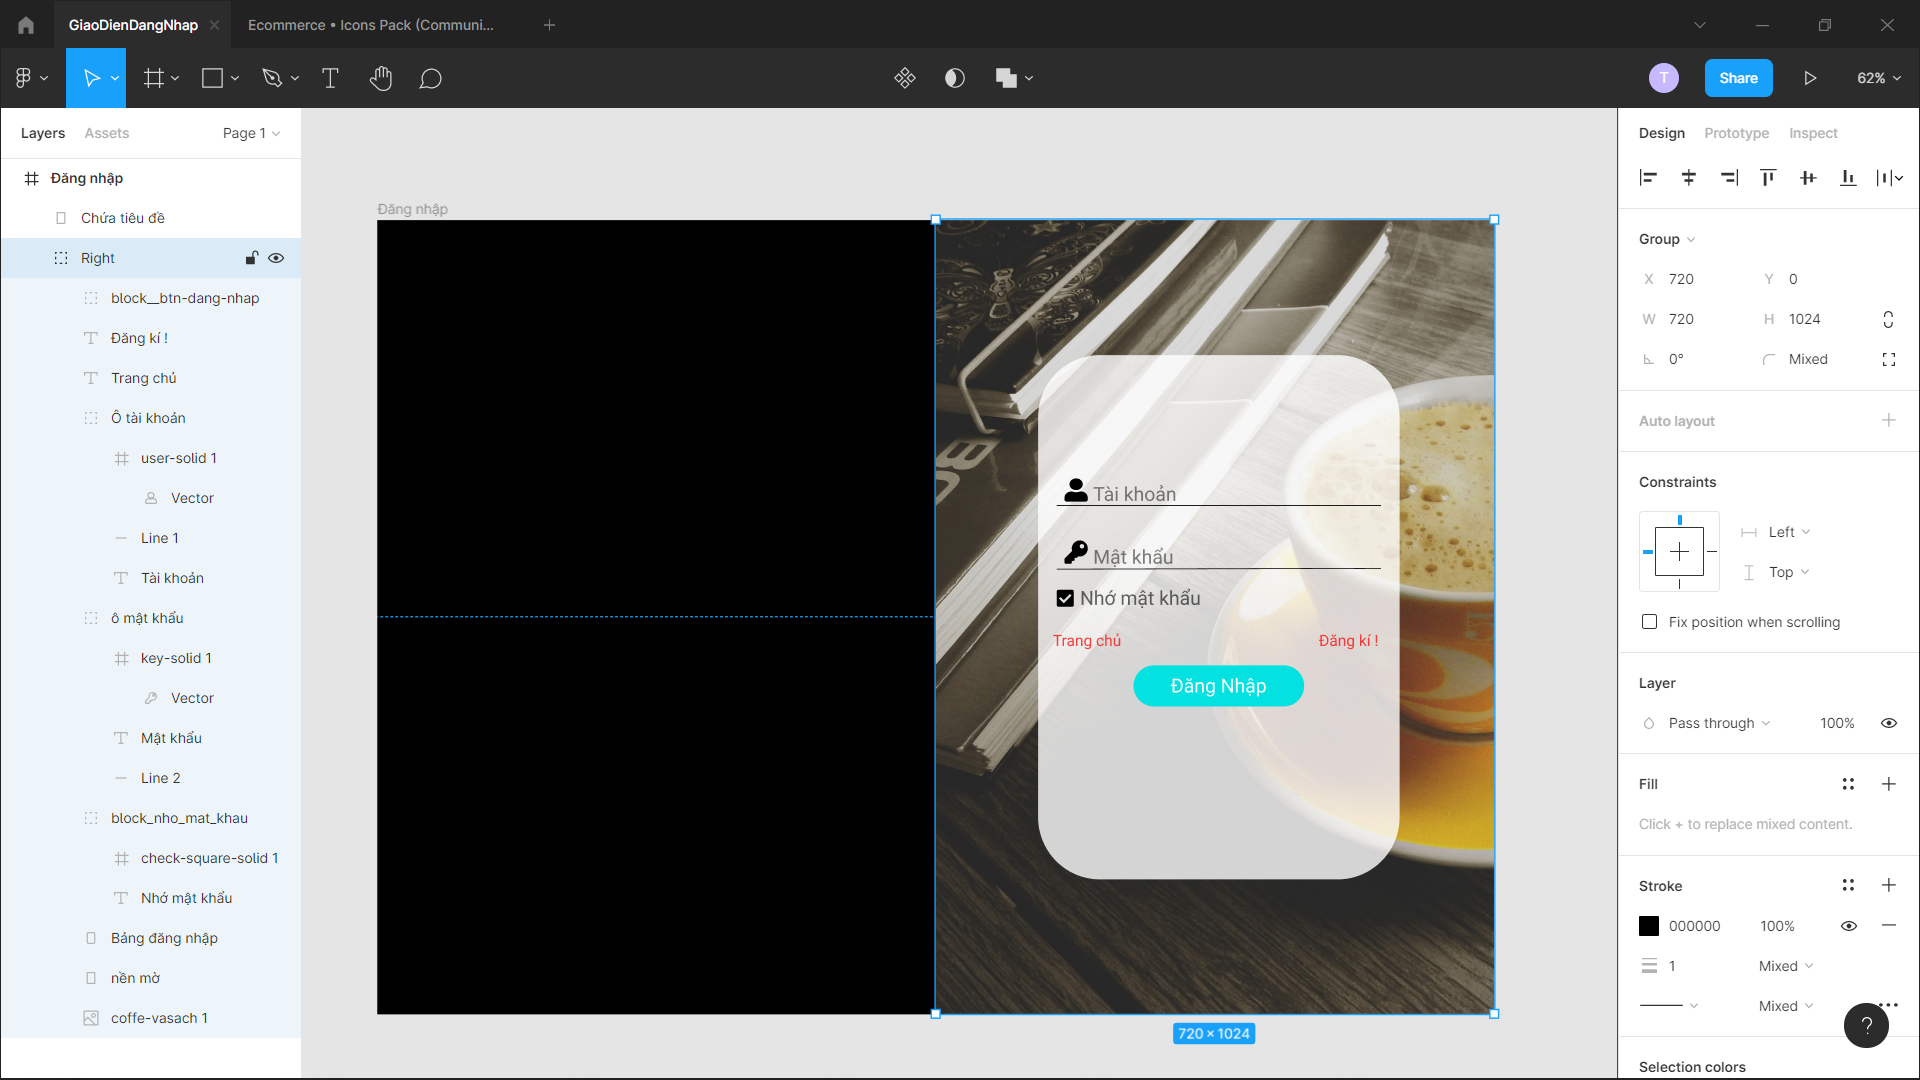 GiaoDienDangNhap
Ecommerce • Icons Pack (Communi...
T
Share
62%
Layers
Assets
Page 1
Đăng nhập
Chứa tiêu đề
Right
block__btn-dang-nhap
Đăng kí !
Trang chủ
Ô tài khoản
user-solid 1
Vector
Line 1
Tài khoản
ô mật khẩu
key-solid 1
Vector
Mật khẩu
Line 2
block_nho_mat_khau
check-square-solid 1
Nhớ mật khẩu
Bảng đăng nhập
nền mờ
coffe-vasach 1
Đăng nhập
Tài khoản
Mật khẩu
Nhớ mật khẩu
Trang chủ
Đăng kí !
Đăng Nhập
720 × 1024
Design
Prototype
Inspect
Group
X 720
Y 0
W 720
H 1024
0°
Mixed
Auto layout
Constraints
Left
Top
Fix position when scrolling
Layer
Pass through
100%
Fill
Click + to replace mixed content.
Stroke
000000
100%
1
Mixed
Mixed
?
Selection colors